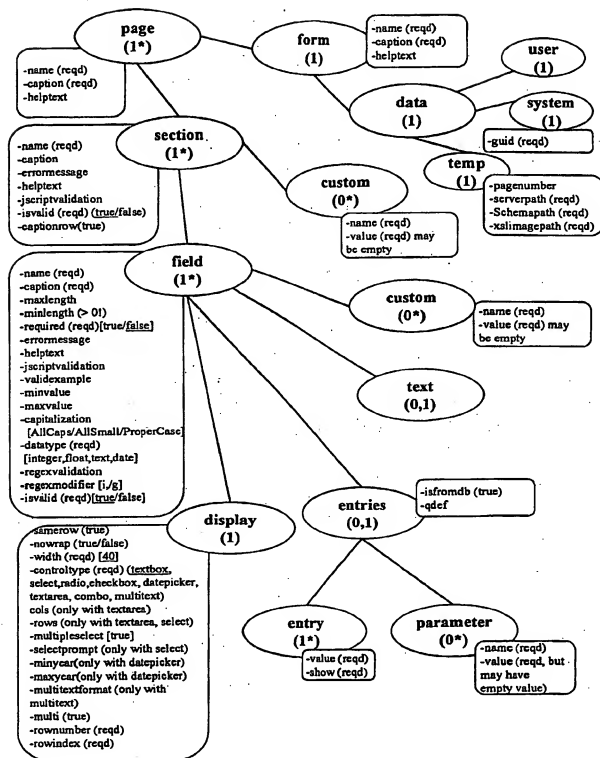 page
(1*)
-name (reqd)
-caption (reqd)
-helptext
form
(1)
-name (reqd)
-caption (reqd)
-helptext
user
(1)
data
(1)
system
(1)
-guid (reqd)
temp
(1)
-pagenumber
-serverpath (reqd)
-Schemapath (reqd)
-xslimagepath (reqd)
section
(1*)
-name (reqd)
-caption
-errormessage
-helptext
-jscriptvalidation
-isvalid (reqd) (true/false)
-captionrow(true)
custom
(0*)
-name (reqd)
-value (reqd) may
be empty
field
(1*)
-name (reqd)
-caption (reqd)
-maxlength
-minlength (> 0!)
-required (reqd)[true/false]
-errormessage
-helptext
-jscriptvalidation
-validexample
-minvalue
-maxvalue
-capitalization
[AllCaps/AllSmall/ProperCase]
-datatype (reqd)
[integer,float,text,date]
-regexvalidation
-regexmodifier [i,/g]
-isvalid (reqd)[true/false]
custom
(0*)
-name (reqd)
-value (reqd) may
be empty
text
(0,1)
display
(1)
-samerow (true)
-nowrap (true/false)
-width (reqd) [40]
-controltype (reqd) (textbox,
select,radio,checkbox, datepicker,
textarea, combo, multitext)
cols (only with textarea)
-rows (only with textarea, select)
-multipleselect [true]
-selectprompt (only with select)
-minyear(only with datepicker)
-maxyear(only with datepicker)
-multitextformat (only with
multitext)
-multi (true)
-rownumber (reqd)
-rowindex (reqd)
entries
(0,1)
-isfromdb (true)
-qdef
entry
(1*)
-value (reqd)
-show (reqd)
parameter
(0*)
-name (reqd)
-value (reqd, but
may have
empty value)